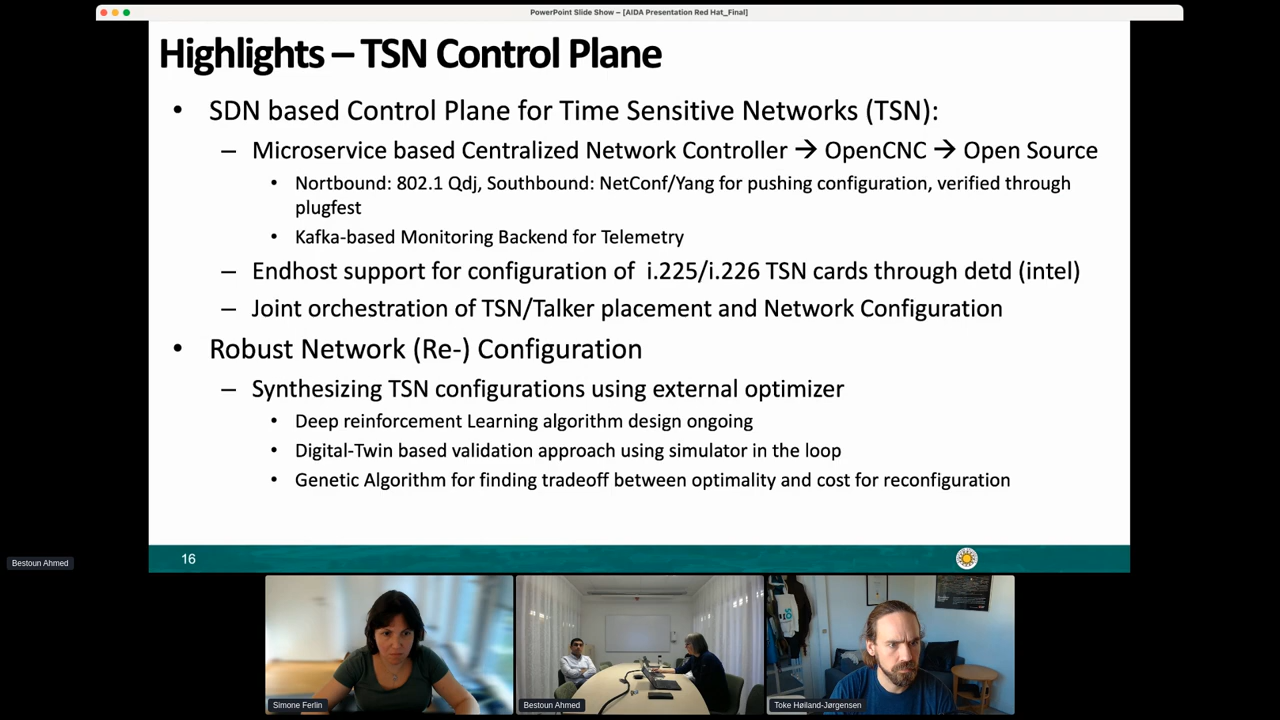 PowerPoint Slide Show – [AIDA Presentation Red Hat_Final]
Highlights – TSN Control Plane
• SDN based Control Plane for Time Sensitive Networks (TSN):
– Microservice based Centralized Network Controller → OpenCNC → Open Source
• Nortbound: 802.1 Qdj, Southbound: NetConf/Yang for pushing configuration, verified through
plugfest
• Kafka-based Monitoring Backend for Telemetry
– Endhost support for configuration of i.225/i.226 TSN cards through detd (intel)
– Joint orchestration of TSN/Talker placement and Network Configuration
• Robust Network (Re-) Configuration
– Synthesizing TSN configurations using external optimizer
• Deep reinforcement Learning algorithm design ongoing
• Digital-Twin based validation approach using simulator in the loop
• Genetic Algorithm for finding tradeoff between optimality and cost for reconfiguration
16
Bestoun Ahmed
Simone Ferlin
Bestoun Ahmed
Toke Høiland-Jørgensen